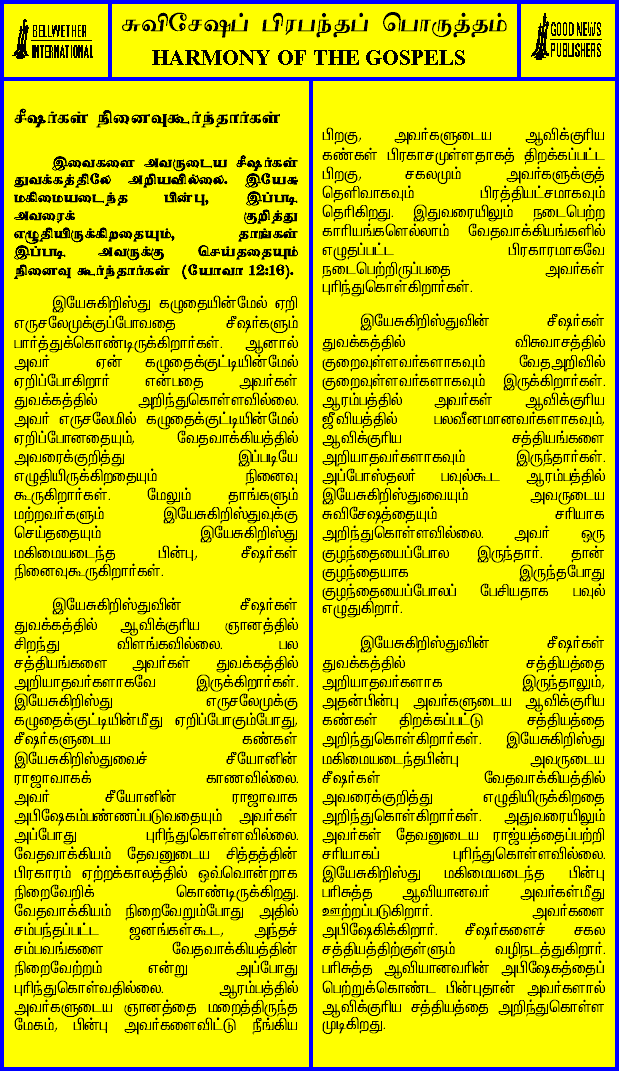 BELLWETHER
INTERNATIONAL
சுவிசேஷப் பிரபந்தப் பொருத்தம்
HARMONY OF THE GOSPELS
GOOD NEWS
PUBLISHERS
சீஷர்கள் நினைவுகூர்ந்தார்கள்
இவைகளை அவருடைய சீஷர்கள்
துவக்கத்திலே அறியவில்லை. இயேசு
மகிமையடைந்த பின்பு, இப்படி
அவரைக் குறித்து
எழுதியிருக்கிறதையும், தாங்கள்
இப்படி அவருக்கு செய்ததையும்
நினைவு கூர்ந்தார்கள் (யோவா 12:16).
இயேசுகிறிஸ்து கழுதையின்மேல் ஏறி
எருசலேமுக்குப்போவதை சீஷர்களும்
பார்த்துக்கொண்டிருக்கிறார்கள். ஆனால்
அவர் ஏன் கழுதைக்குட்டியின்மேல்
ஏறிப்போகிறார் என்பதை அவர்கள்
துவக்கத்தில் அறிந்துகொள்ளவில்லை.
அவர் எருசலேமில் கழுதைக்குட்டியின்மேல்
ஏறிப்போனதையும், வேதவாக்கியத்தில்
அவரைக்குறித்து இப்படியே
எழுதியிருக்கிறதையும் நினைவு
கூருகிறார்கள். மேலும் தாங்களும்
மற்றவர்களும் இயேசுகிறிஸ்துவுக்கு
செய்ததையும் இயேசுகிறிஸ்து
மகிமையடைந்த பின்பு, சீஷர்கள்
நினைவுகூருகிறார்கள்.
இயேசுகிறிஸ்துவின் சீஷர்கள்
துவக்கத்தில் ஆவிக்குரிய ஞானத்தில்
சிறந்து விளங்கவில்லை. பல
சத்தியங்களை அவர்கள் துவக்கத்தில்
அறியாதவர்களாகவே இருக்கிறார்கள்.
இயேசுகிறிஸ்து எருசலேமுக்கு
கழுதைக்குட்டியின்மீது ஏறிப்போகும்போது,
சீஷர்களுடைய கண்கள்
இயேசுகிறிஸ்துவைச் சீயோனின்
ராஜாவாகக் காணவில்லை.
அவர் சீயோனின் ராஜாவாக
அபிஷேகம்பண்ணப்படுவதையும் அவர்கள்
அப்போது புரிந்துகொள்ளவில்லை.
வேதவாக்கியம் தேவனுடைய சித்தத்தின்
பிரகாரம் ஏற்றக்காலத்தில் ஒவ்வொன்றாக
நிறைவேறிக் கொண்டிருக்கிறது.
வேதவாக்கியம் நிறைவேறும்போது அதில்
சம்பந்தப்பட்ட ஜனங்கள்கூட, அந்தச்
சம்பவங்களை வேதவாக்கியத்தின்
நிறைவேற்றம் என்று அப்போது
புரிந்துகொள்வதில்லை. ஆரம்பத்தில்
அவர்களுடைய ஞானத்தை மறைத்திருந்த
மேகம், பின்பு அவர்களைவிட்டு நீங்கிய
பிறகு, அவர்களுடைய ஆவிக்குரிய
கண்கள் பிரகாசமுள்ளதாகத் திறக்கப்பட்ட
பிறகு, சகலமும் அவர்களுக்குத்
தெளிவாகவும் பிரத்தியட்சமாகவும்
தெரிகிறது. இதுவரையிலும் நடைபெற்ற
காரியங்களெல்லாம் வேதவாக்கியங்களில்
எழுதப்பட்ட பிரகாரமாகவே
நடைபெற்றிருப்பதை அவர்கள்
புரிந்துகொள்கிறார்கள்.
இயேசுகிறிஸ்துவின் சீஷர்கள்
துவக்கத்தில் விசுவாசத்தில்
குறைவுள்ளவர்களாகவும் வேதஅறிவில்
குறைவுள்ளவர்களாகவும் இருக்கிறார்கள்.
ஆரம்பத்தில் அவர்கள் ஆவிக்குரிய
ஜீவியத்தில் பலவீனமானவர்களாகவும்,
ஆவிக்குரிய சத்தியங்களை
அறியாதவர்களாகவும் இருந்தார்கள்.
அப்போஸ்தலர் பவுல்கூட ஆரம்பத்தில்
இயேசுகிறிஸ்துவையும் அவருடைய
சுவிசேஷத்தையும் சரியாக
அறிந்துகொள்ளவில்லை. அவர் ஒரு
குழந்தையைப்போல இருந்தார். தான்
குழந்தையாக இருந்தபோது
குழந்தையைப்போலப் பேசியதாக பவுல்
எழுதுகிறார்.
இயேசுகிறிஸ்துவின் சீஷர்கள்
துவக்கத்தில் சத்தியத்தை
அறியாதவர்களாக இருந்தாலும்,
அதன்பின்பு அவர்களுடைய ஆவிக்குரிய
கண்கள் திறக்கப்பட்டு சத்தியத்தை
அறிந்துகொள்கிறார்கள். இயேசுகிறிஸ்து
மகிமையடைந்தபின்பு அவருடைய
சீஷர்கள் வேதவாக்கியத்தில்
அவரைக்குறித்து எழுதியிருக்கிறதை
அறிந்துகொள்கிறார்கள். அதுவரையிலும்
அவர்கள் தேவனுடைய ராஜ்யத்தைப்பற்றி
சரியாகப் புரிந்துகொள்ளவில்லை.
இயேசுகிறிஸ்து மகிமையடைந்த பின்பு
பரிசுத்த ஆவியானவர் அவர்கள்மீது
ஊற்றப்படுகிறார். அவர்களை
அபிஷேகிக்கிறார். சீஷர்களைச் சகல
சத்தியத்திற்குள்ளும் வழிநடத்துகிறார்.
பரிசுத்த ஆவியானவரின் அபிஷேகத்தைப்
பெற்றுக்கொண்ட பின்புதான் அவர்களால்
ஆவிக்குரிய சத்தியத்தை அறிந்துகொள்ள
முடிகிறது.